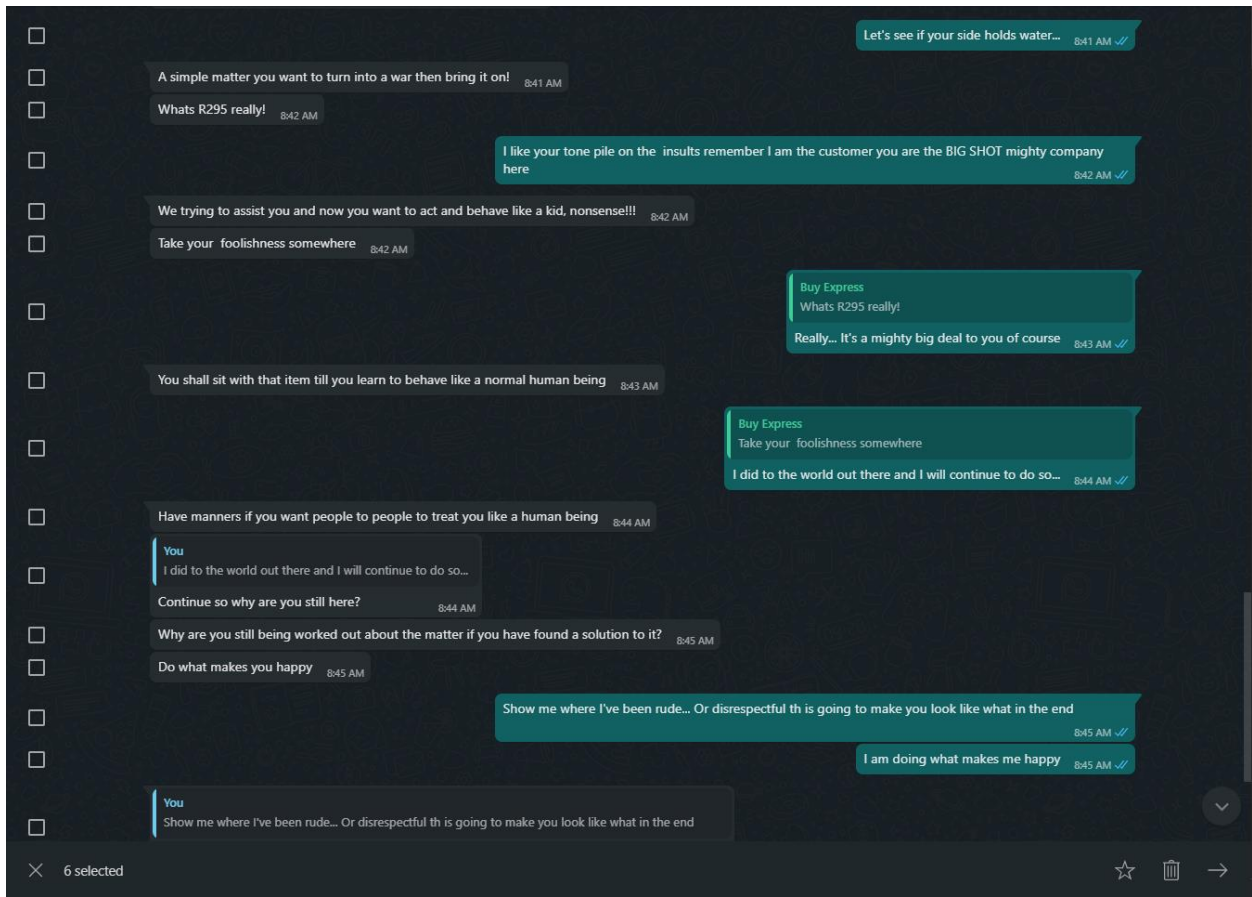 Let's see if your side holds water...
8:41 AM
A simple matter you want to turn into a war then bring it on!
8:41 AM
Whats R295 really!
8:42 AM
I like your tone pile on the insults remember I am the customer you are the BIG SHOT mighty company
here
8:42 AM
We trying to assist you and now you want to act and behave like a kid, nonsense!!!
8:42 AM
Take your foolishness somewhere
8:42 AM
Buy Express
Whats R295 really!
Really... It's a mighty big deal to you of course
8:43 AM
You shall sit with that item till you learn to behave like a normal human being
8:43 AM
Buy Express
Take your foolishness somewhere
I did to the world out there and I will continue to do so...
8:44 AM
Have manners if you want people to people to treat you like a human being
8:44 AM
You
I did to the world out there and I will continue to do so...
Continue so why are you still here?
8:44 AM
Why are you still being worked out about the matter if you have found a solution to it?
8:45 AM
Do what makes you happy
8:45 AM
Show me where I've been rude... Or disrespectful th is going to make you look like what in the end
8:45 AM
I am doing what makes me happy
8:45 AM
You
Show me where I've been rude... Or disrespectful th is going to make you look like what in the end
6 selected